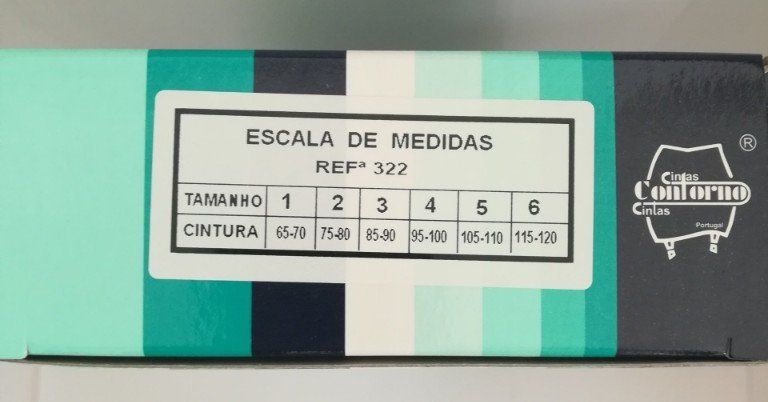 ESCALA DE MEDIDAS
REFª 322
TAMANHO 1 2 3 4 5 6
CINTURA 65-70 75-80 85-90 95-100 105-110 115-120
®
Cintas
Contorno
Cintas
Portugal